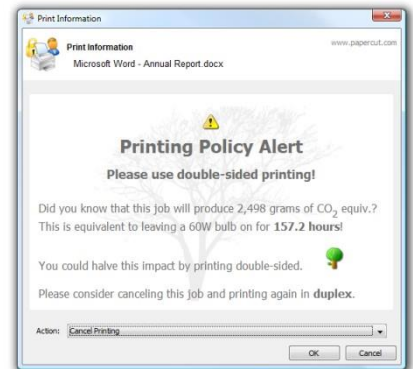 Print Information
Print Information
www.papercut.com
Microsoft Word - Annual Report.docx
Printing Policy Alert
Please use double-sided printing!
Did you know that this job will produce 2,498 grams of CO₂ equiv.?
This is equivalent to leaving a 60W bulb on for 157.2 hours!
You could halve this impact by printing double-sided.
Please consider canceling this job and printing again in duplex.
Action: Cancel Printing
OK Cancel